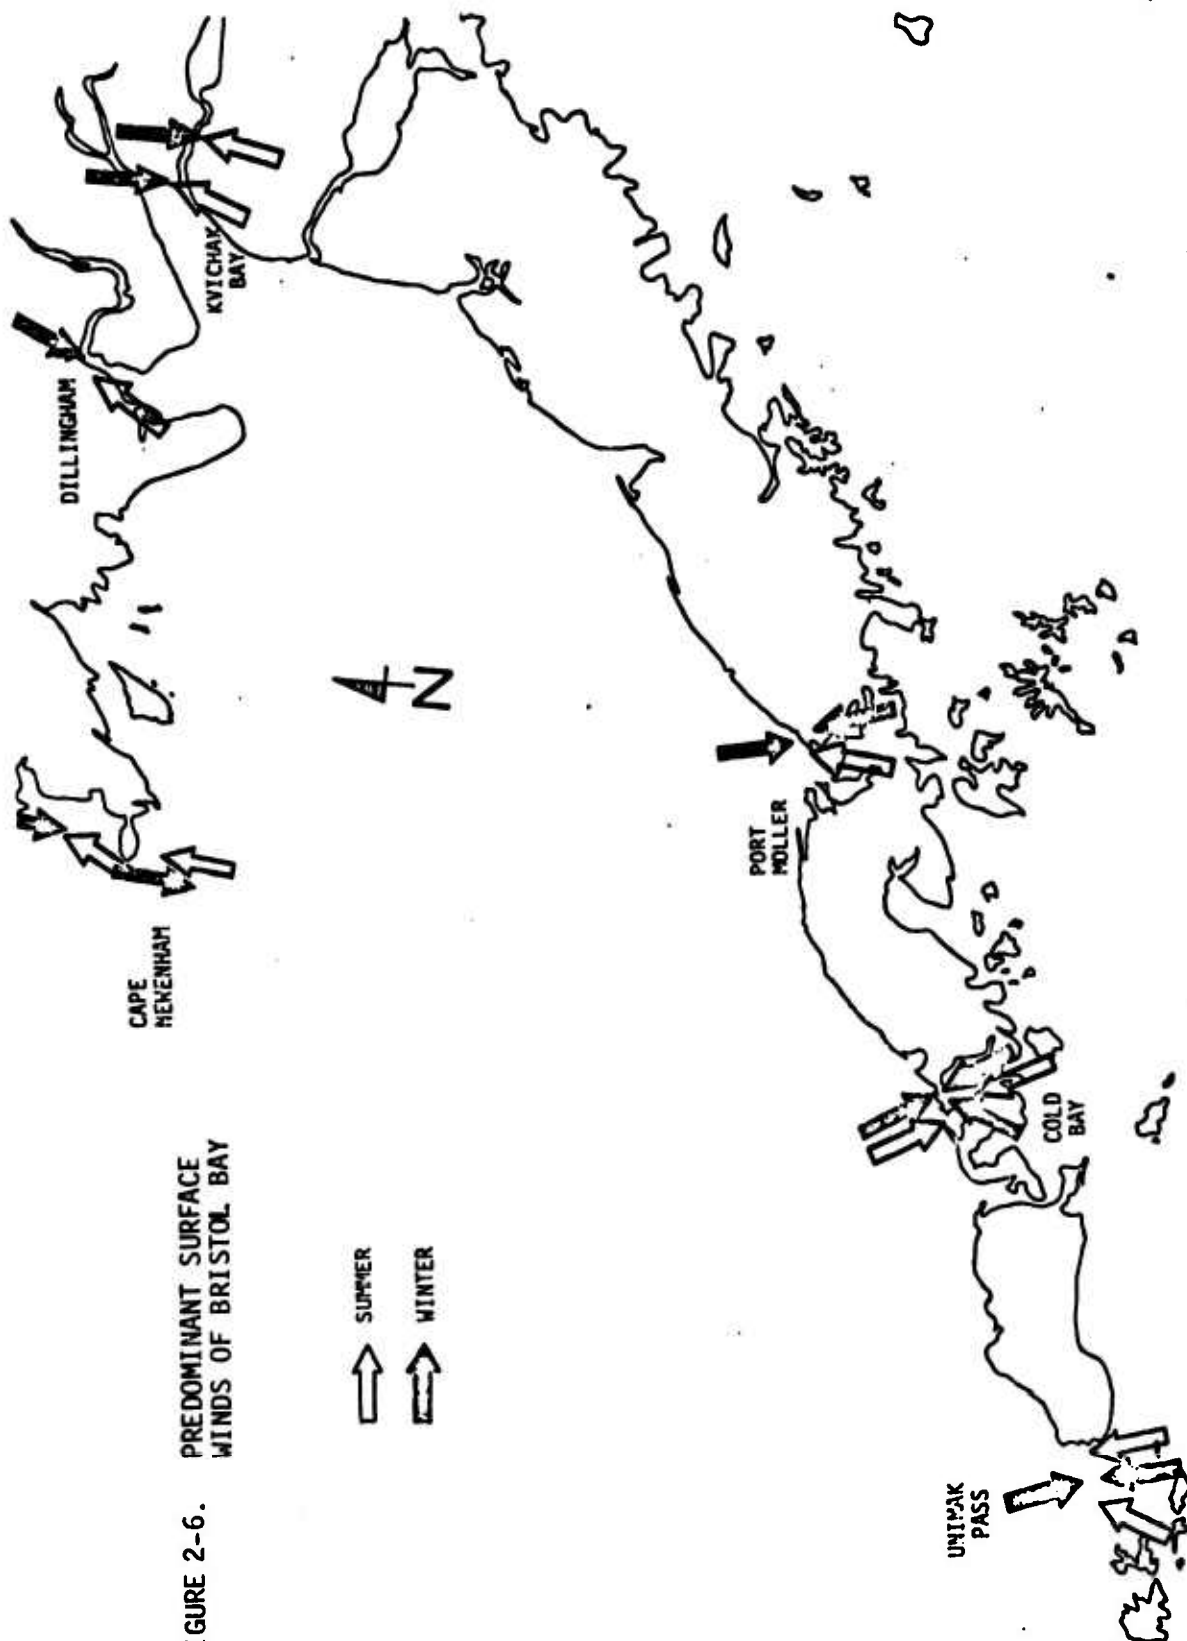 GURE 2-6. PREDOMINANT SURFACE
WINDS OF BRISTOL BAY
SUMMER
WINTER
CAPE
NEWENHAM
DILLINGHAM
KVICHAK
BAY
N
PORT
MOLLER
COLD
BAY
UNIMAK
PASS